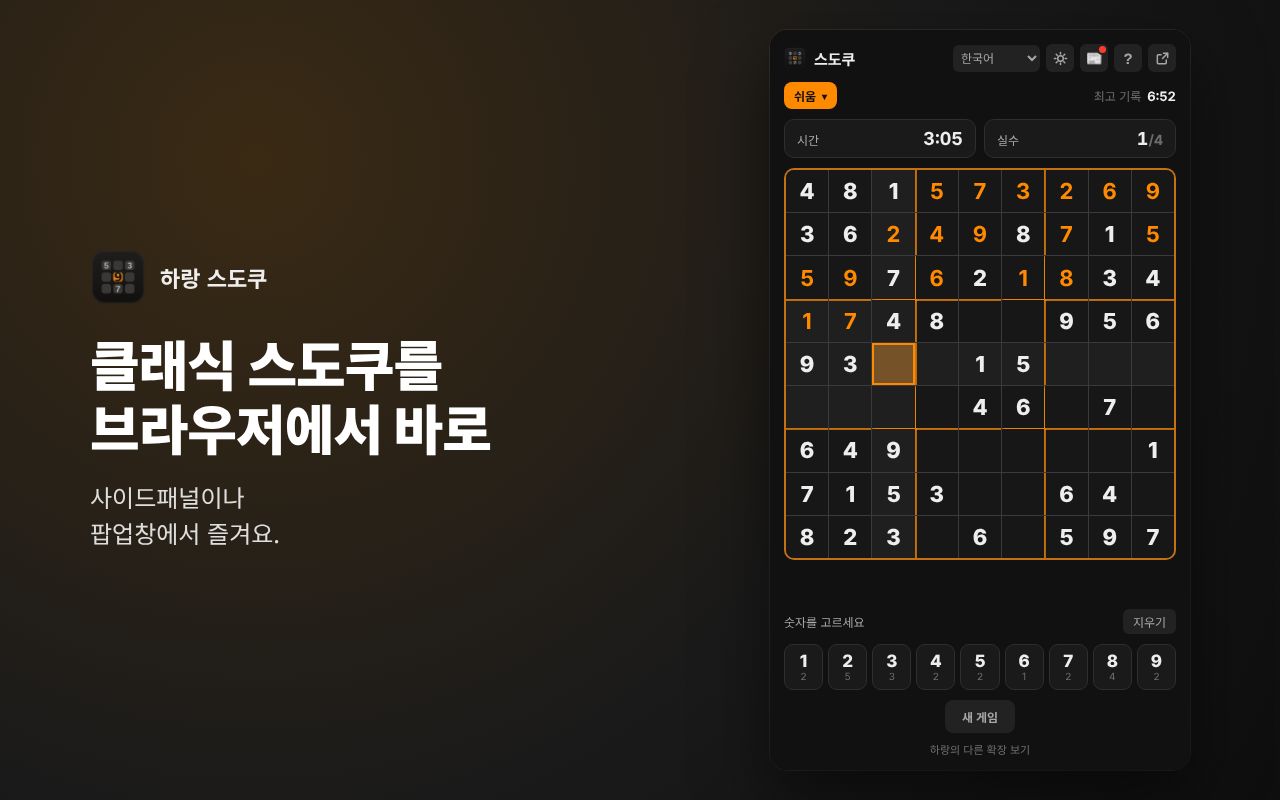 5 3
9
7
하랑 스도쿠
클래식 스도쿠를
브라우저에서 바로
사이드패널이나
팝업창에서 즐겨요.
스도쿠
한국어
?
쉬움 ▾
최고 기록 6:52
시간 3:05
실수 1/4
4 8 1 5 7 3 2 6 9
3 6 2 4 9 8 7 1 5
5 9 7 6 2 1 8 3 4
1 7 4 8 9 5 6
9 3 1 5
4 6 7
6 4 9 1
7 1 5 3 6 4
8 2 3 6 5 9 7
숫자를 고르세요
지우기
1 2 3 4 5 6 7 8 9
2 5 3 2 2 1 2 4 2
새 게임
하랑의 다른 확장 보기